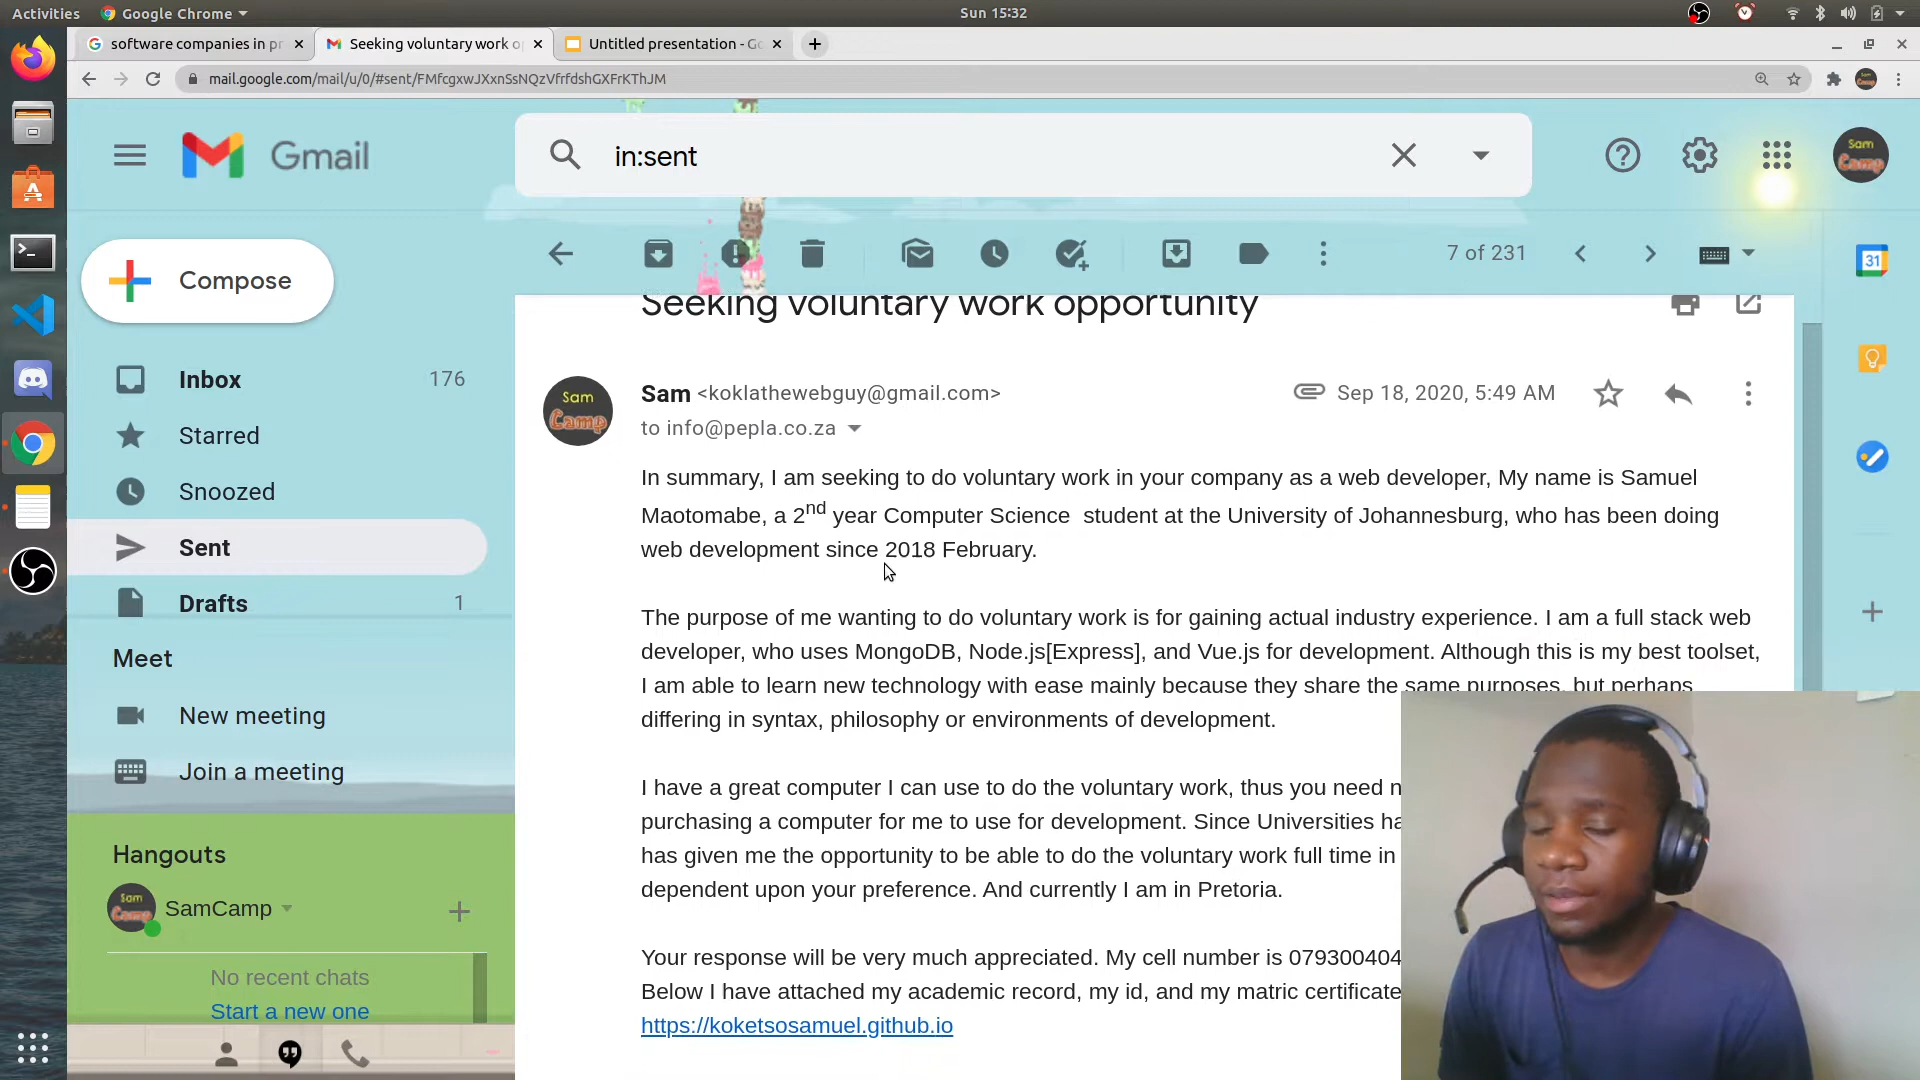 Activities
Google Chrome
Sun 15:32
software companies in pr
Seeking voluntary work o
Untitled presentation - Go
mail.google.com/mail/u/0/#sent/FMfcgxwJXxnSsNQzVfrfdshGXFrKThJM
Gmail
in:sent
Sam
Camp
Compose
7 of 231
31
Seeking voluntary work opportunity
Inbox 176
Starred
Snoozed
Sent
Drafts 1
Meet
New meeting
Join a meeting
Hangouts
Sam
Camp
SamCamp
No recent chats
Start a new one
Sam
Camp
Sam <koklathewebguy@gmail.com>
Sep 18, 2020, 5:49 AM
to info@pepla.co.za
In summary, I am seeking to do voluntary work in your company as a web developer, My name is Samuel
Maotomabe, a 2nd year Computer Science student at the University of Johannesburg, who has been doing
web development since 2018 February.
The purpose of me wanting to do voluntary work is for gaining actual industry experience. I am a full stack web
developer, who uses MongoDB, Node.js[Express], and Vue.js for development. Although this is my best toolset,
I am able to learn new technology with ease mainly because they share the same purposes, but perhaps
differing in syntax, philosophy or environments of development.
I have a great computer I can use to do the voluntary work, thus you need n
purchasing a computer for me to use for development. Since Universities ha
has given me the opportunity to be able to do the voluntary work full time in
dependent upon your preference. And currently I am in Pretoria.
Your response will be very much appreciated. My cell number is 079300404
Below I have attached my academic record, my id, and my matric certificate
https://koketsosamuel.github.io